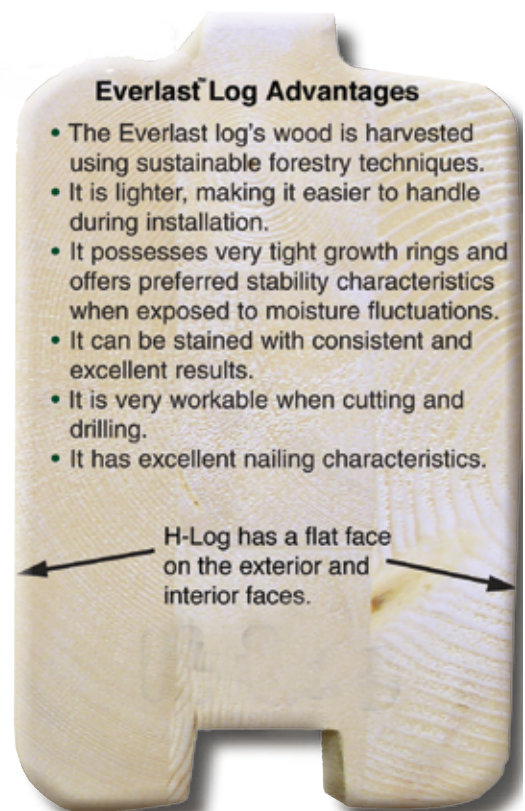 Everlast™ Log Advantages
• The Everlast log's wood is harvested
using sustainable forestry techniques.
• It is lighter, making it easier to handle
during installation.
• It possesses very tight growth rings and
offers preferred stability characteristics
when exposed to moisture fluctuations.
• It can be stained with consistent and
excellent results.
• It is very workable when cutting and
drilling.
• It has excellent nailing characteristics.
H-Log has a flat face
on the exterior and
interior faces.